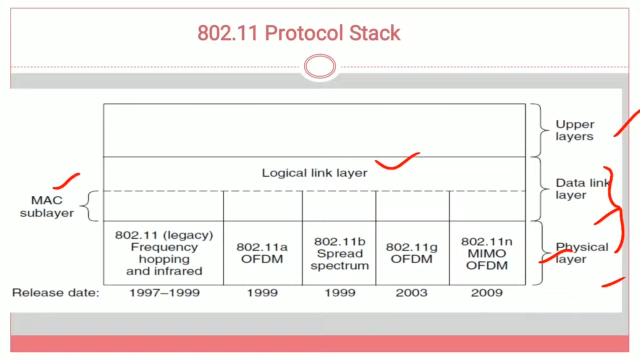 802.11 Protocol Stack
Upper
layers
Logical link layer
Data link
layer
MAC
sublayer
802.11 (legacy)
Frequency
hopping
and infrared
802.11a
OFDM
802.11b
Spread
spectrum
802.11g
OFDM
802.11n
MIMO
OFDM
Physical
layer
Release date:
1997–1999
1999
1999
2003
2009